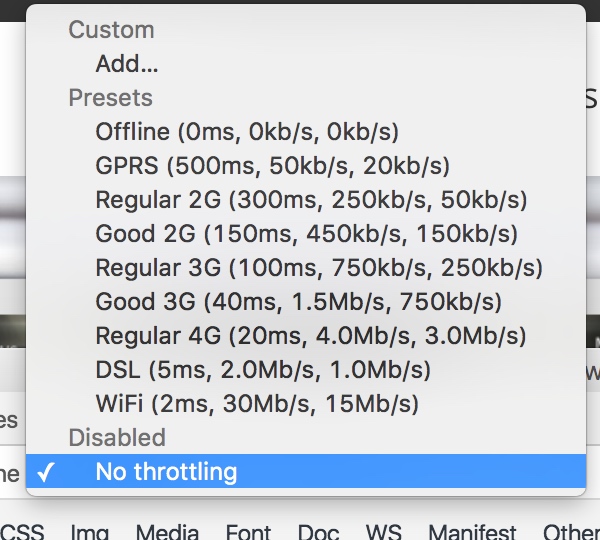 Custom
Add...
Presets
Offline (0ms, 0kb/s, 0kb/s)
GPRS (500ms, 50kb/s, 20kb/s)
Regular 2G (300ms, 250kb/s, 50kb/s)
Good 2G (150ms, 450kb/s, 150kb/s)
Regular 3G (100ms, 750kb/s, 250kb/s)
Good 3G (40ms, 1.5Mb/s, 750kb/s)
Regular 4G (20ms, 4.0Mb/s, 3.0Mb/s)
DSL (5ms, 2.0Mb/s, 1.0Mb/s)
WiFi (2ms, 30Mb/s, 15Mb/s)
Disabled
✓ No throttling
CSS Img Media Font Doc WS Manifest Other